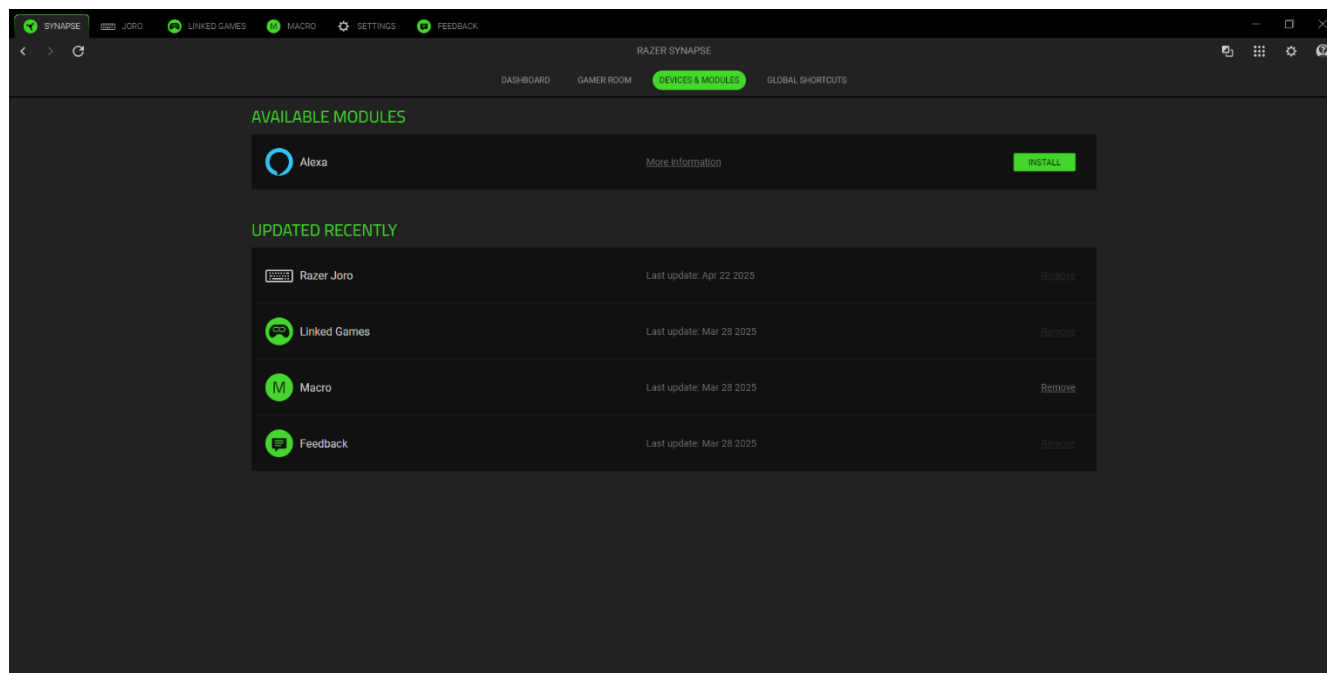 SYNAPSE JORO LINKED GAMES M MACRO SETTINGS FEEDBACK
RAZER SYNAPSE
DASHBOARD GAMER ROOM DEVICES & MODULES GLOBAL SHORTCUTS
AVAILABLE MODULES
Alexa More information INSTALL
UPDATED RECENTLY
Razer Joro Last update: Apr 22 2025 Remove
Linked Games Last update: Mar 28 2025 Remove
M Macro Last update: Mar 28 2025 Remove
Feedback Last update: Mar 28 2025 Remove